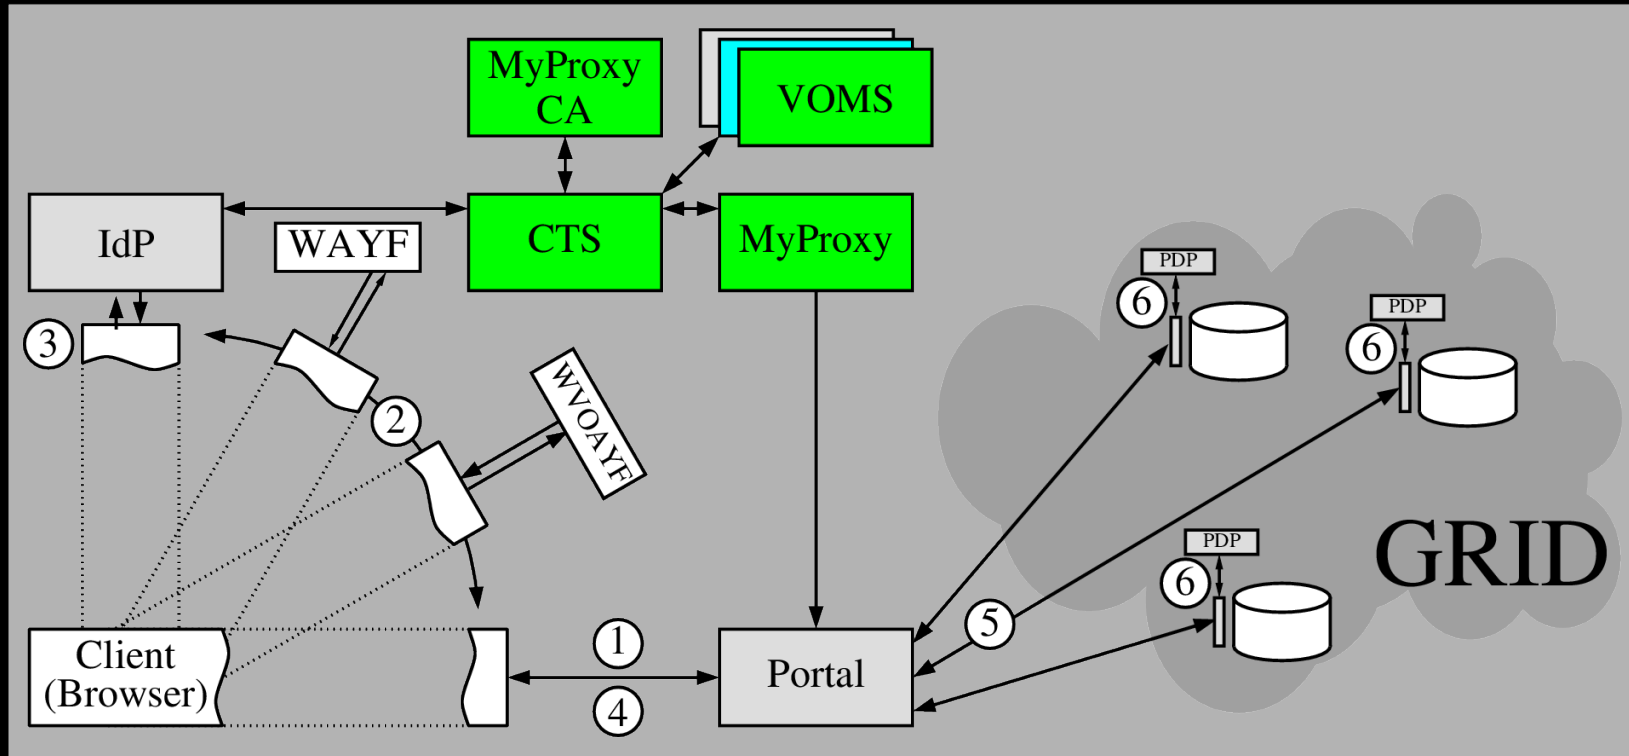 MyProxy
CA
VOMS
IdP
WAYF
CTS
MyProxy
PDP
6
PDP
6
3
2
WVOAYF
GRID
PDP
6
5
1
Client
(Browser)
Portal
4